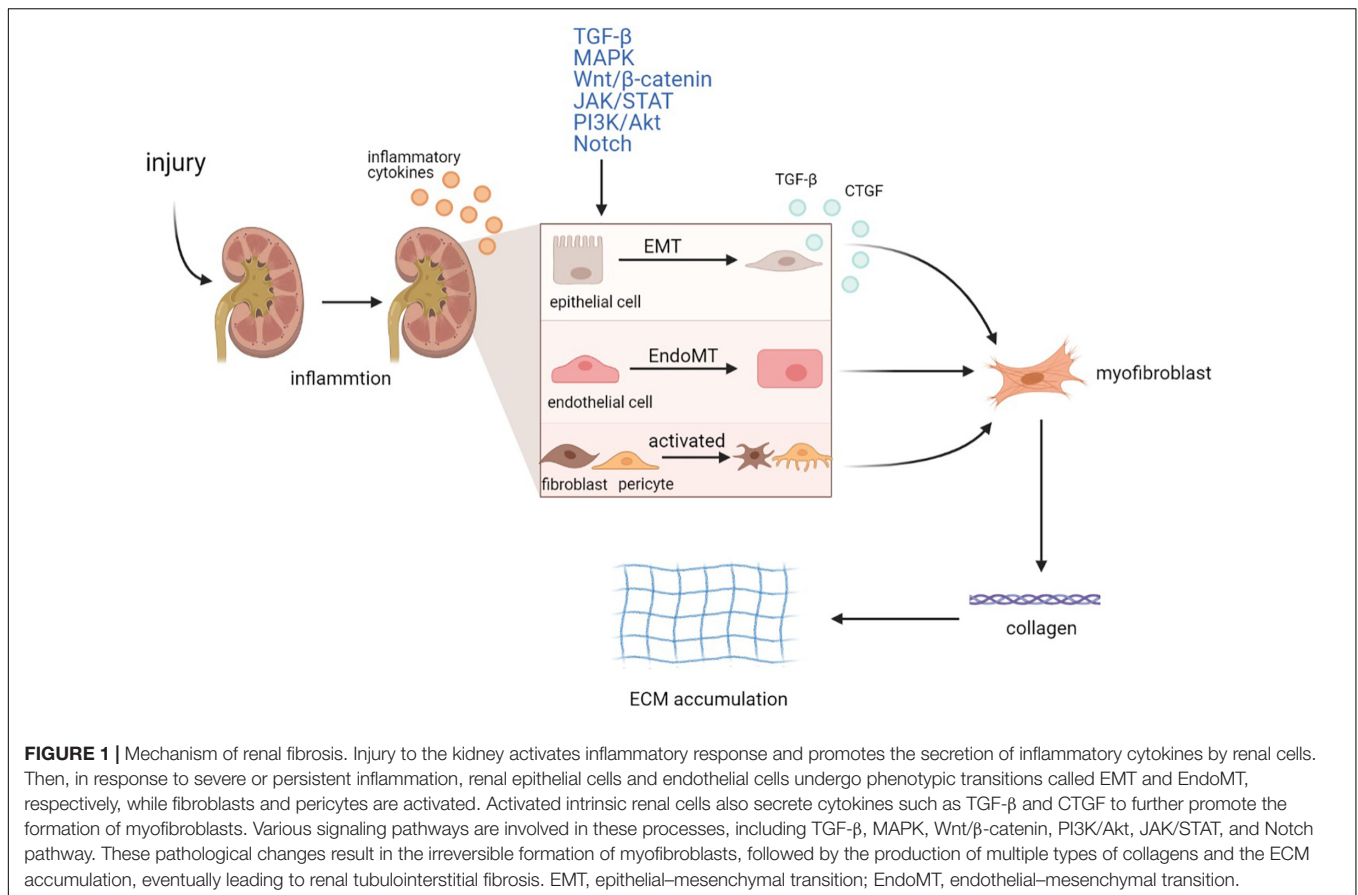 TGF-β
MAPK
Wnt/β-catenin
JAK/STAT
PI3K/Akt
Notch
injury
inflammatory
cytokines
inflammtion
TGF-β
CTGF
EMT
epithelial cell
EndoMT
endothelial cell
activated
fibroblast pericyte
myofibroblast
collagen
ECM accumulation
FIGURE 1 | Mechanism of renal fibrosis. Injury to the kidney activates inflammatory response and promotes the secretion of inflammatory cytokines by renal cells.
Then, in response to severe or persistent inflammation, renal epithelial cells and endothelial cells undergo phenotypic transitions called EMT and EndoMT,
respectively, while fibroblasts and pericytes are activated. Activated intrinsic renal cells also secrete cytokines such as TGF-β and CTGF to further promote the
formation of myofibroblasts. Various signaling pathways are involved in these processes, including TGF-β, MAPK, Wnt/β-catenin, PI3K/Akt, JAK/STAT, and Notch
pathway. These pathological changes result in the irreversible formation of myofibroblasts, followed by the production of multiple types of collagens and the ECM
accumulation, eventually leading to renal tubulointerstitial fibrosis. EMT, epithelial–mesenchymal transition; EndoMT, endothelial–mesenchymal transition.